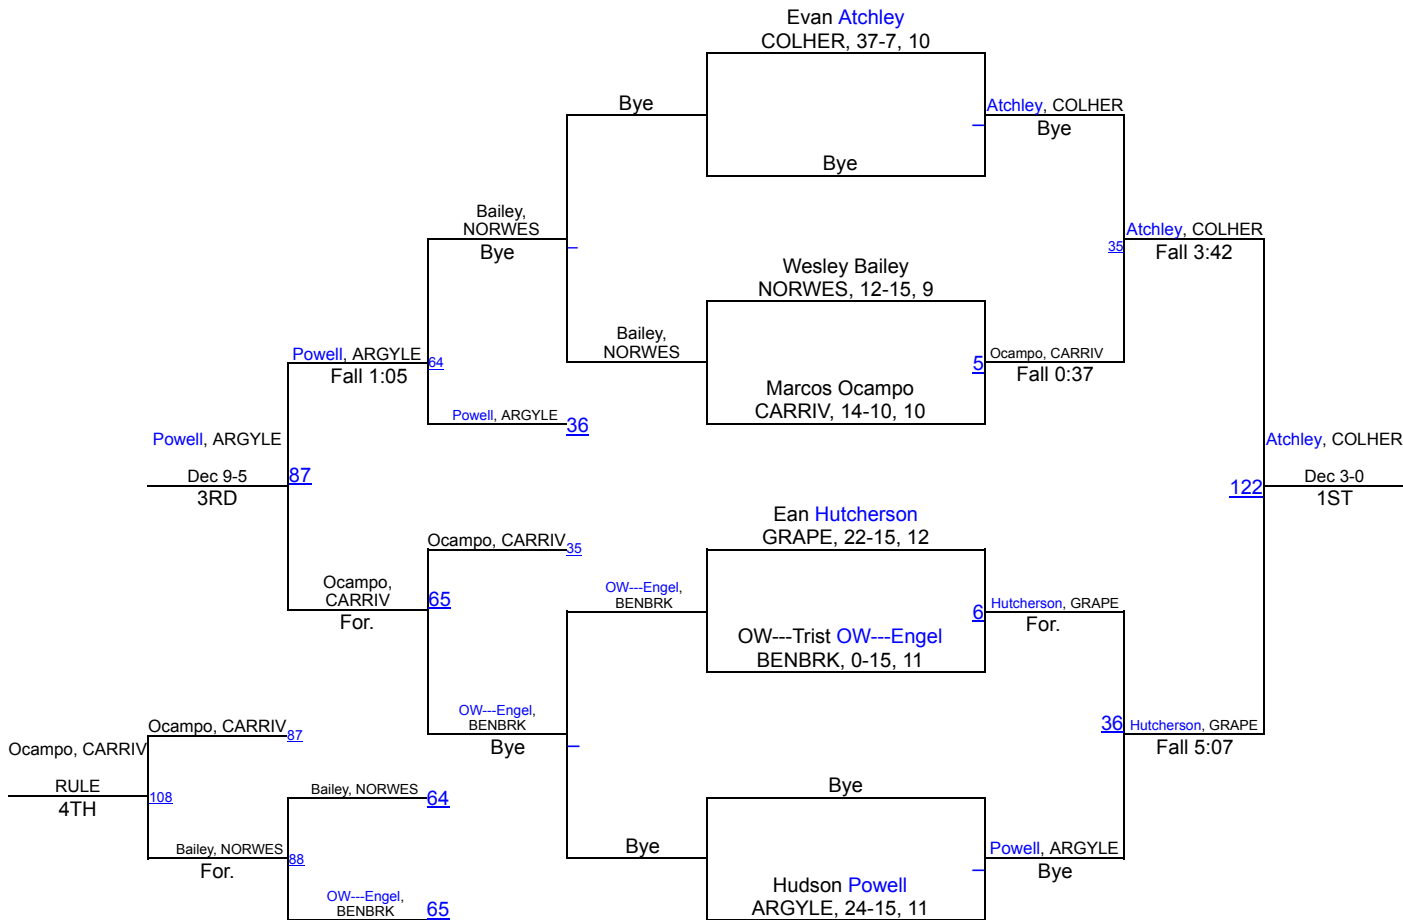 Evan Atchley
COLHER, 37-7, 10
Bye
Atchley, COLHER
Bye
Bye
Bailey,
NORWES
Bye
Atchley, COLHER
35
Fall 3:42
Wesley Bailey
NORWES, 12-15, 9
Bailey,
NORWES
Powell, ARGYLE
64
Fall 1:05
5
Ocampo, CARRIV
Fall 0:37
Marcos Ocampo
CARRIV, 14-10, 10
Powell, ARGYLE
36
Powell, ARGYLE
Dec 9-5
87
3RD
Atchley, COLHER
122
Dec 3-0
1ST
Ean Hutcherson
GRAPE, 22-15, 12
Ocampo, CARRIV
35
Ocampo,
CARRIV
65
For.
OW---Engel,
BENBRK
6
Hutcherson, GRAPE
For.
OW---Trist OW---Engel
BENBRK, 0-15, 11
OW---Engel,
BENBRK
Bye
36
Hutcherson, GRAPE
Fall 5:07
Ocampo, CARRIV
87
Ocampo, CARRIV
RULE
108
4TH
Bailey, NORWES
64
Bye
Bailey, NORWES
88
For.
Bye
Powell, ARGYLE
Bye
OW---Engel,
BENBRK
65
Hudson Powell
ARGYLE, 24-15, 11